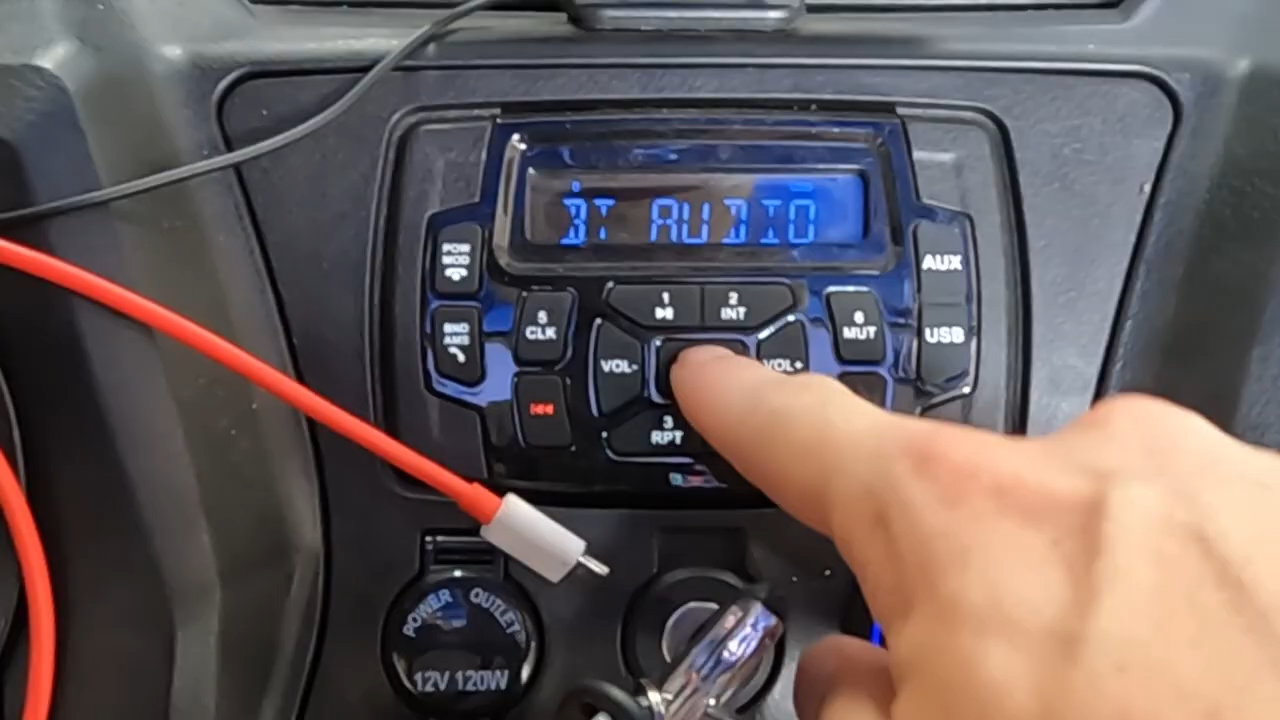 BT AUDIO
POW
MOD
AUX
1
2
INT
5
CLK
6
MUT
BND
AMS
USB
VOL-
VOL+
3
RPT
POWER OUTLET
12V 120W